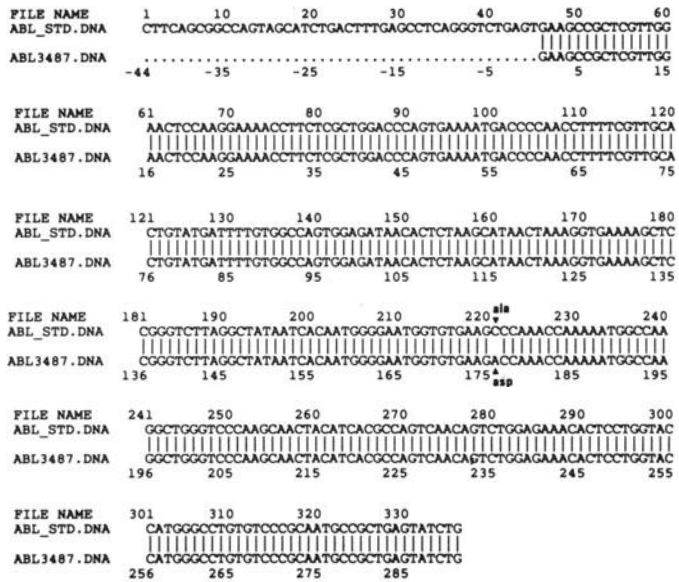 FILE NAME 1 10 20 30 40 50 60
ABL_STD.DNA CTTCAGCGGCCAGTAGCATCTGACTTTGAGCCTCAGGGTCTGAGTGAAGCCGCTCGTTGG
ABL3487.DNA ............................................GAAGCCGCTCGTTGG
-44 -35 -25 -15 -5 5 15
FILE NAME 61 70 80 90 100 110 120
ABL_STD.DNA AACTCCAAGGAAAACCTTCTCGCTGGACCCAGTGAAAATGACCCCAACCTTTTCGTTGCA
ABL3487.DNA AACTCCAAGGAAAACCTTCTCGCTGGACCCAGTGAAAATGACCCCAACCTTTTCGTTGCA
16 25 35 45 55 65 75
FILE NAME 121 130 140 150 160 170 180
ABL_STD.DNA CTGTATGATTTTGTGGCCAGTGGAGATAACACTCTAAGCATAACTAAAGGTGAAAAGCTC
ABL3487.DNA CTGTATGATTTTGTGGCCAGTGGAGATAACACTCTAAGCATAACTAAAGGTGAAAAGCTC
76 85 95 105 115 125 135
ala
FILE NAME 181 190 200 210 220 230 240
ABL_STD.DNA CGGGTCTTAGGCTATAATCACAATGGGGAATGGTGTGAAGCCCAAACCAAAAATGGCCAA
ABL3487.DNA CGGGTCTTAGGCTATAATCACAATGGGGAATGGTGTGAAGACCAAACCAAAAATGGCCAA
136 145 155 165 175 185 195
asp
FILE NAME 241 250 260 270 280 290 300
ABL_STD.DNA GGCTGGGTCCCAAGCAACTACATCACGCCAGTCAACAGTCTGGAGAAACACTCCTGGTAC
ABL3487.DNA GGCTGGGTCCCAAGCAACTACATCACGCCAGTCAACAGTCTGGAGAAACACTCCTGGTAC
196 205 215 225 235 245 255
FILE NAME 301 310 320 330
ABL_STD.DNA CATGGGCCTGTGTCCCGCAATGCCGCTGAGTATCTG
ABL3487.DNA CATGGGCCTGTGTCCCGCAATGCCGCTGAGTATCTG
256 265 275 285